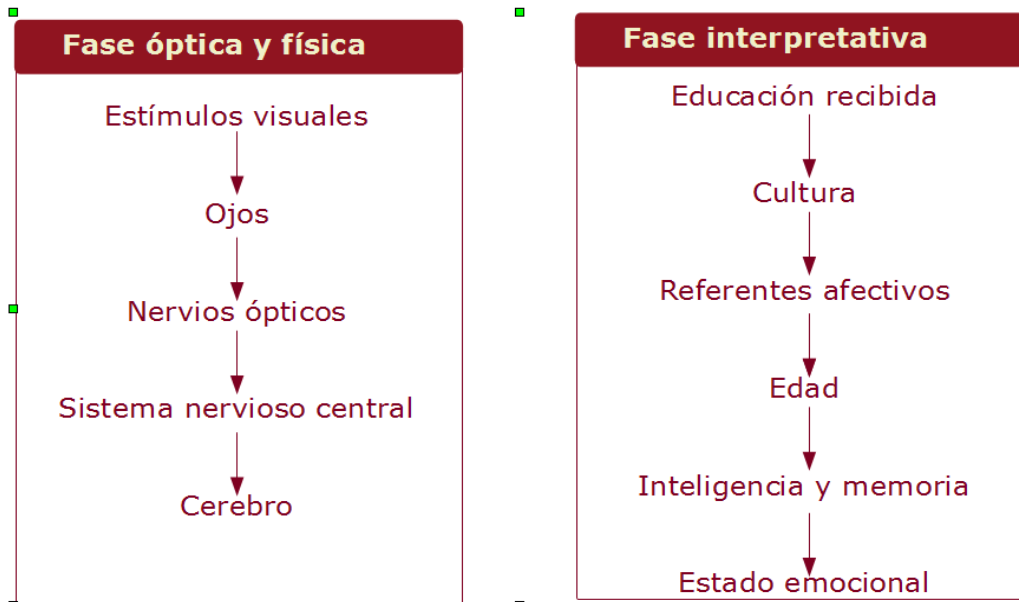 Fase óptica y física
Estímulos visuales
Ojos
Nervios ópticos
Sistema nervioso central
Cerebro
Fase interpretativa
Educación recibida
Cultura
Referentes afectivos
Edad
Inteligencia y memoria
Estado emocional